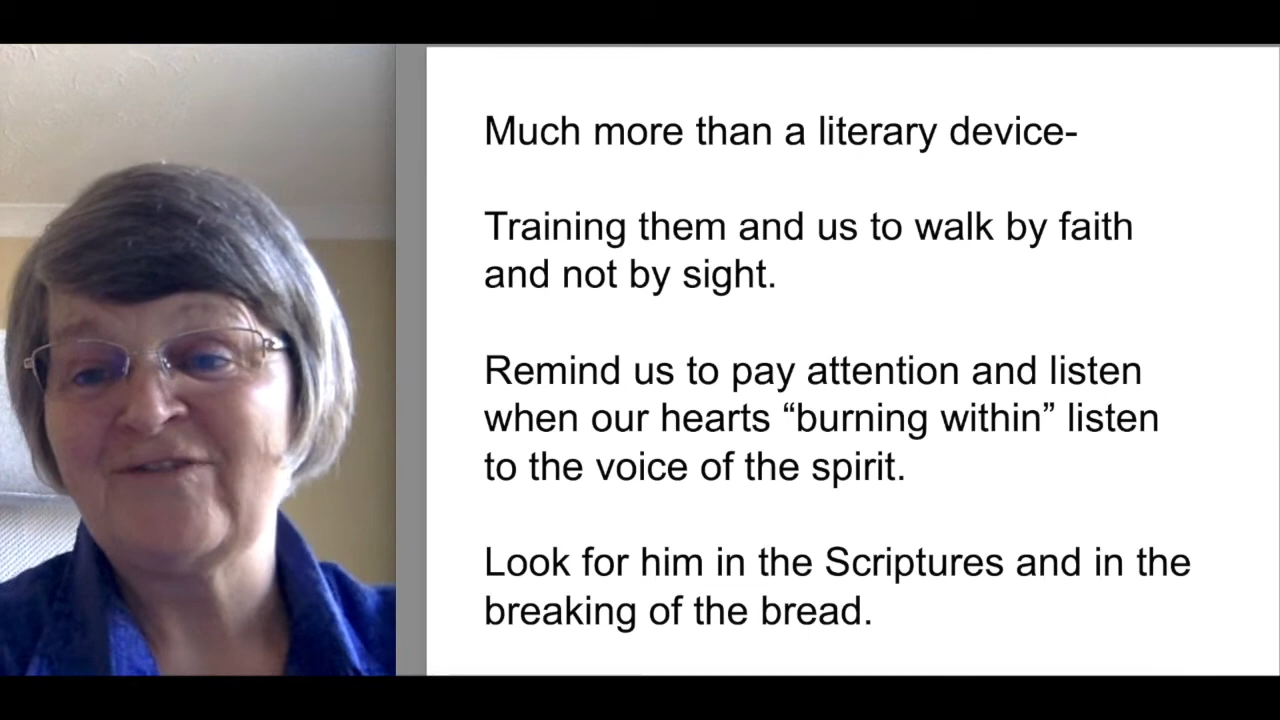 Much more than a literary device-
Training them and us to walk by faith
and not by sight.
Remind us to pay attention and listen
when our hearts “burning within” listen
to the voice of the spirit.
Look for him in the Scriptures and in the
breaking of the bread.